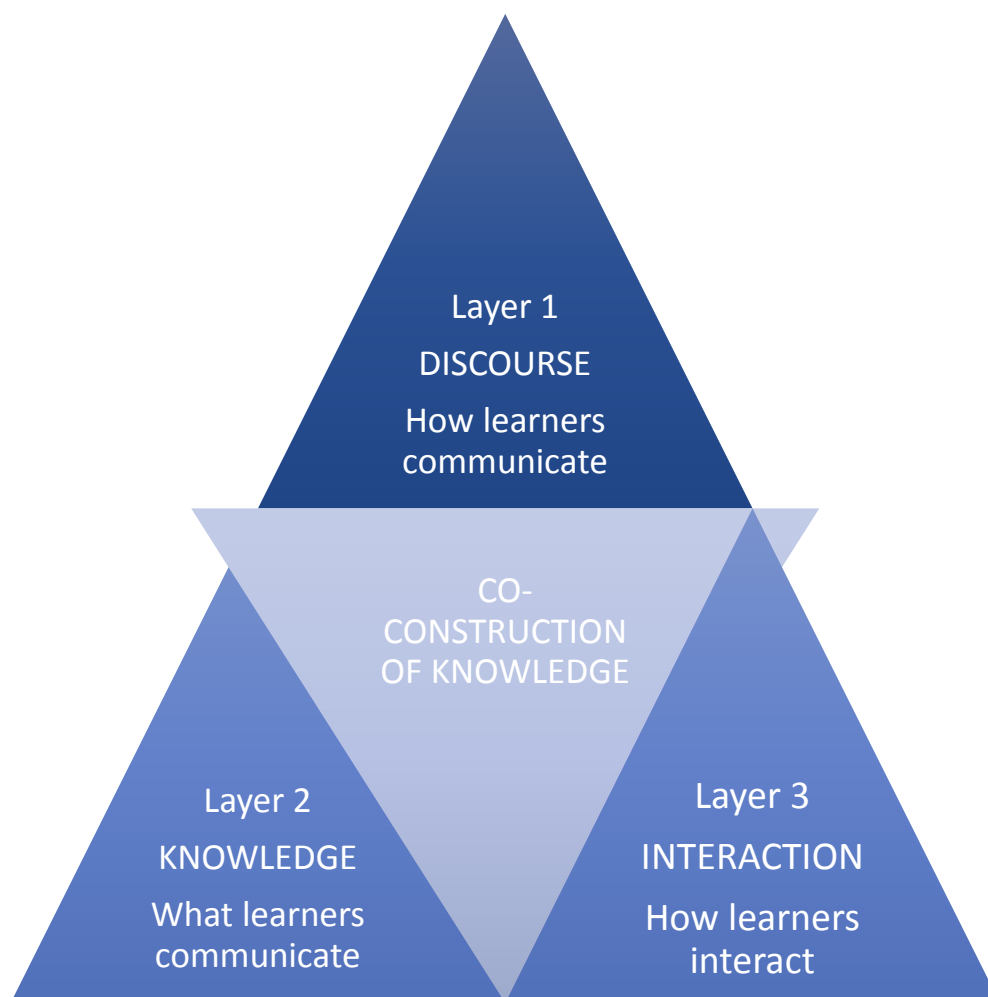 Layer 1
DISCOURSE
How learners
communicate
CO-
CONSTRUCTION
OF KNOWLEDGE
Layer 2
KNOWLEDGE
What learners
communicate
Layer 3
INTERACTION
How learners
interact